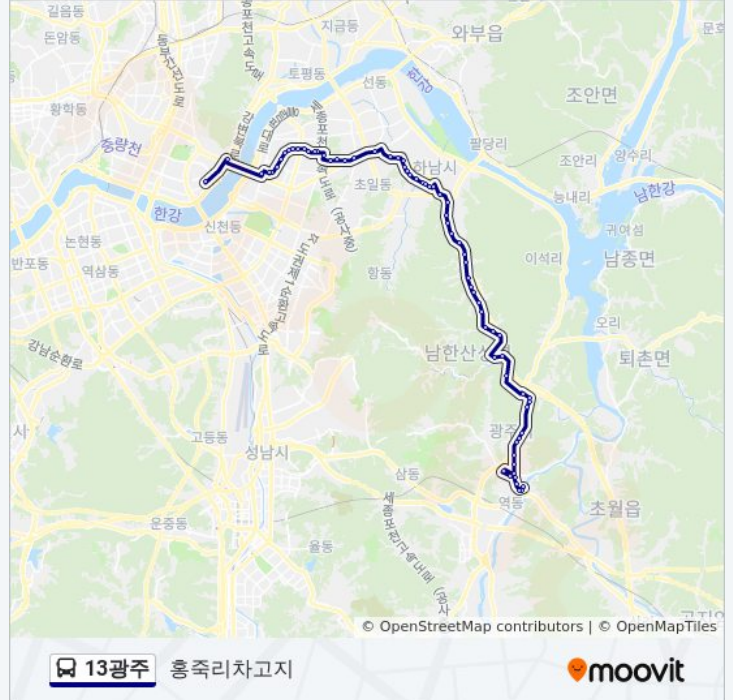 길음동
지금동
와부읍
돈암동
토평동
선동
한강
조안면
황학동
중랑천
팔당리
조안리
양수리
하남시
초일동
능내리
남한강
한강
신천동
귀여섬
논현동
이석리
남종면
반포동
역삼동
항동
오리
강남순환로
남한산성
퇴촌면
고등동
광주시
성남시
삼동
역동
초월읍
운중동
율동
© OpenStreetMap contributors | © OpenMapTiles
13광주 홍죽리차고지
moovit